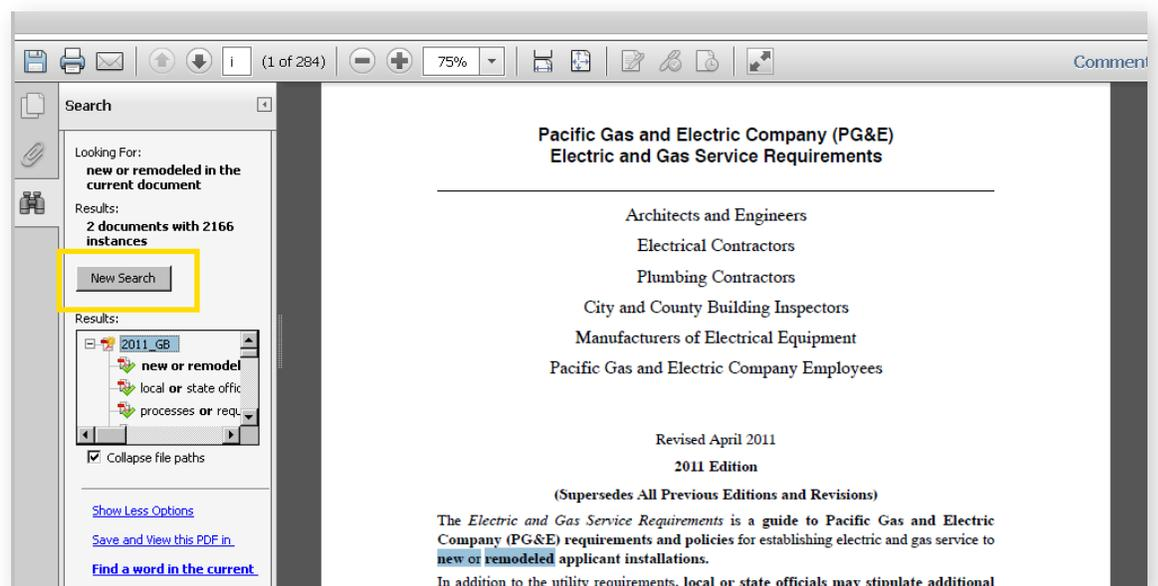 i (1 of 284) 75% Comment
Search
Looking For:
new or remodeled in the
current document
Results:
2 documents with 2166
instances
New Search
Results:
2011_GB
new or remodel
local or state offic
processes or requ
Collapse file paths
Show Less Options
Save and View this PDF in
Find a word in the current
Pacific Gas and Electric Company (PG&E)
Electric and Gas Service Requirements
Architects and Engineers
Electrical Contractors
Plumbing Contractors
City and County Building Inspectors
Manufacturers of Electrical Equipment
Pacific Gas and Electric Company Employees
Revised April 2011
2011 Edition
(Supersedes All Previous Editions and Revisions)
The Electric and Gas Service Requirements is a guide to Pacific Gas and Electric
Company (PG&E) requirements and policies for establishing electric and gas service to
new or remodeled applicant installations.
In addition to the utility requirements, local or state officials may stipulate additional